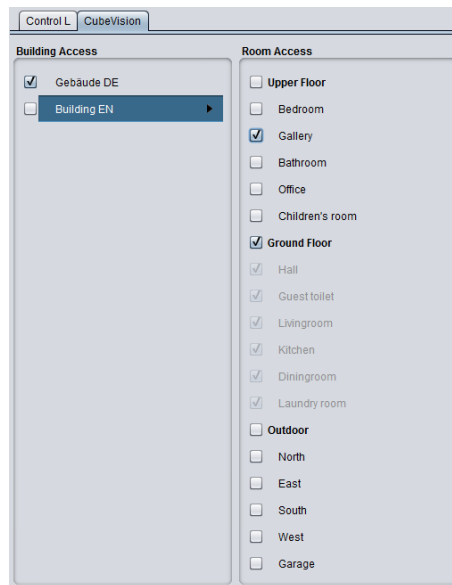 Control L CubeVision
Building Access
Gebäude DE
Building EN
Room Access
Upper Floor
Bedroom
Gallery
Bathroom
Office
Children's room
Ground Floor
Hall
Guest toilet
Livingroom
Kitchen
Diningroom
Laundry room
Outdoor
North
East
South
West
Garage